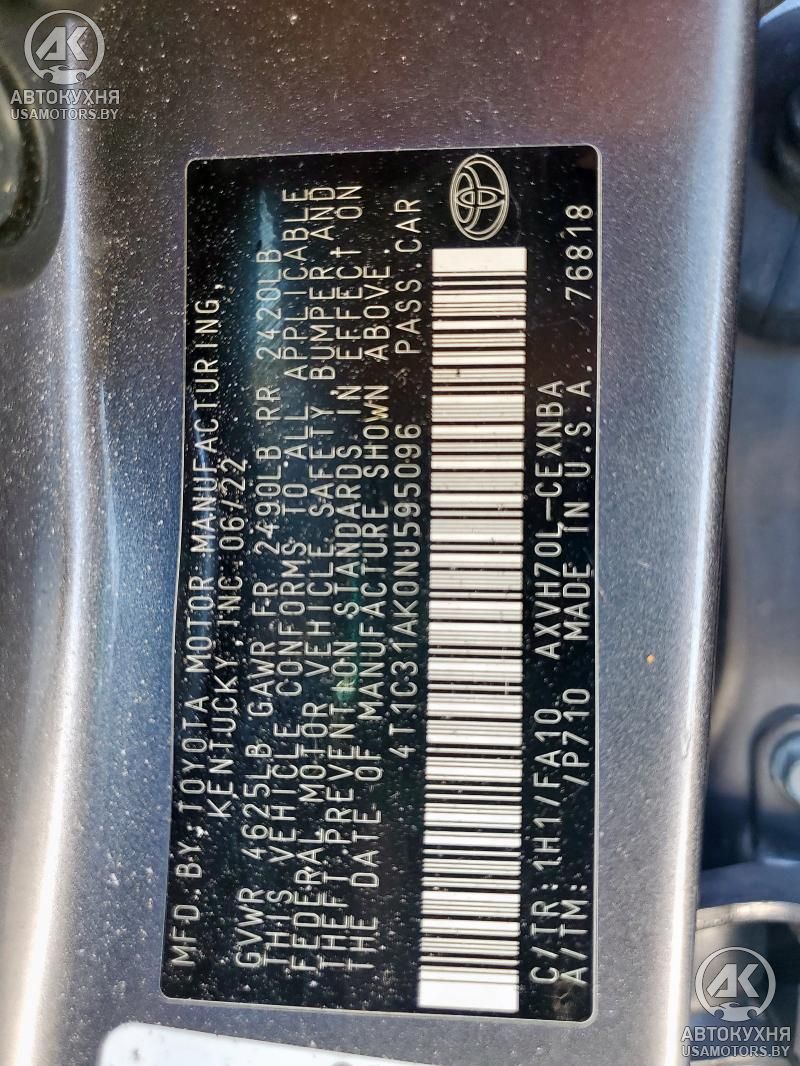 АК
АВТОКУХНЯ
USAMOTORS.BY
MFD. BY: TOYOTA MOTOR MANUFACTURING,
KENTUCKY, INC. 06/22
GVWR 4625LB GAWR FR 2490LB RR 2420LB
THIS VEHICLE CONFORMS TO ALL APPLICABLE
FEDERAL MOTOR VEHICLE SAFETY BUMPER AND
THEFT PREVENTION STANDARDS IN EFFECT ON
THE DATE OF MANUFACTURE SHOWN ABOVE.
4T1C31AK0NU595096 PASS.CAR
C/TR: 1H1/FA10 AXVH70L-CEXNBA
A/TM: /P710 MADE IN U.S.A. 76818
АК
АВТОКУХНЯ
USAMOTORS.BY